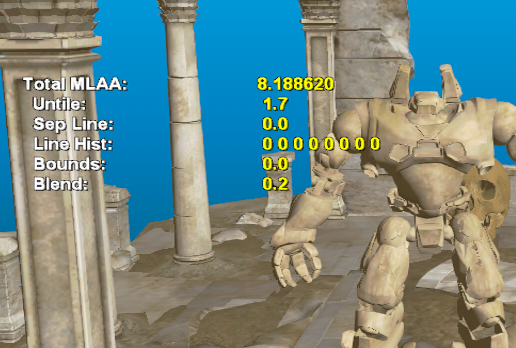 Total MLAA: 8.188620
Untile: 1.7
Sep Line: 0.0
Line Hist: 0 0 0 0 0 0 0 0
Bounds: 0.0
Blend: 0.2